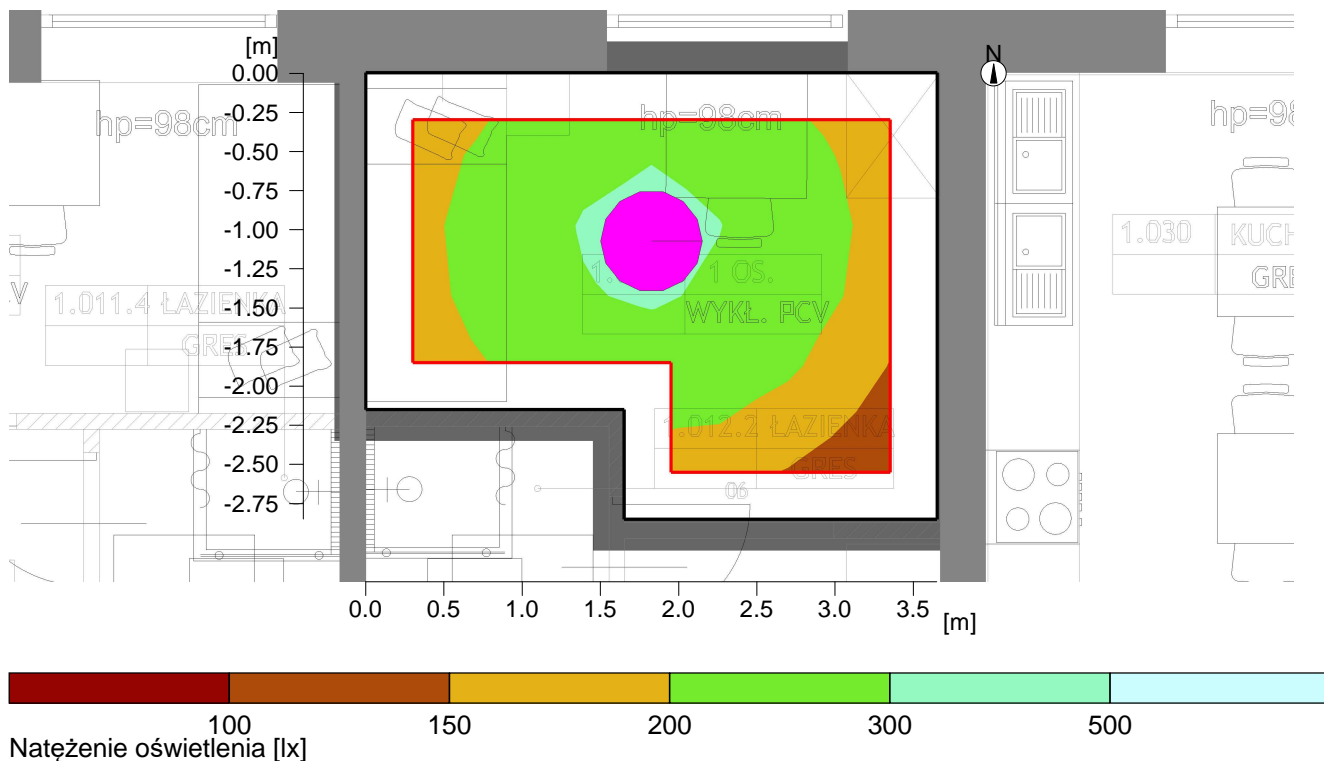 [m]
N
0.00
-0.25
-0.50
-0.75
-1.00
-1.25
-1.50
-1.75
-2.00
-2.25
-2.50
-2.75
hp=98cm
hp=98cm
hp=98
1.030 KUCH
GRE
1. 1 OS.
WYKŁ. PCV
1.011.4 ŁAZIENKA
GRES
1.012.2 ŁAZIENKA
GRES
90
0.0 0.5 1.0 1.5 2.0 2.5 3.0 3.5
[m]
100 150 200 300 500
Natężenie oświetlenia [lx]